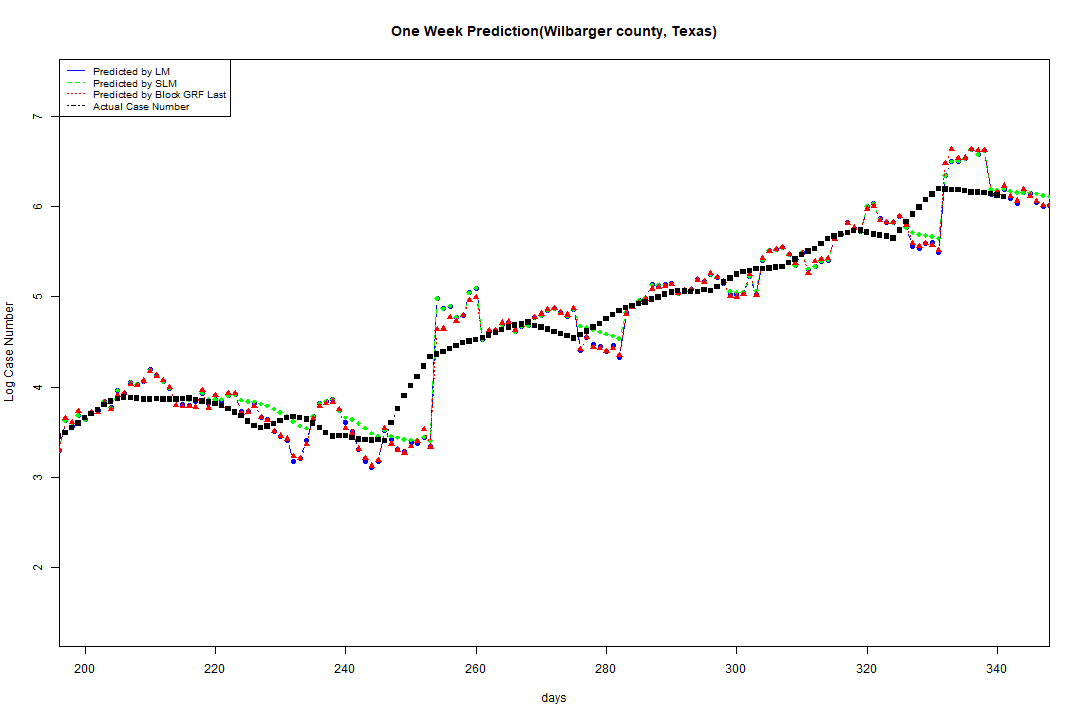 One Week Prediction(Wilbarger county, Texas)
Predicted by LM
Predicted by SLM
Predicted by Block GRF Last
Actual Case Number
7
6
5
4
3
2
Log Case Number
200 220 240 260 280 300 320 340
days